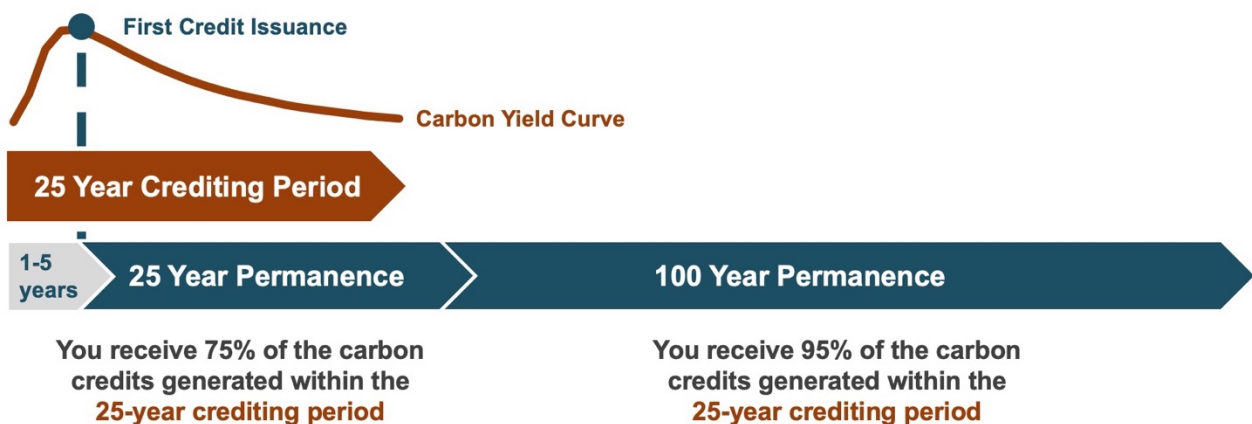 First Credit Issuance
Carbon Yield Curve
25 Year Crediting Period
1-5
years
25 Year Permanence
100 Year Permanence
You receive 75% of the carbon
credits generated within the
25-year crediting period
You receive 95% of the carbon
credits generated within the
25-year crediting period